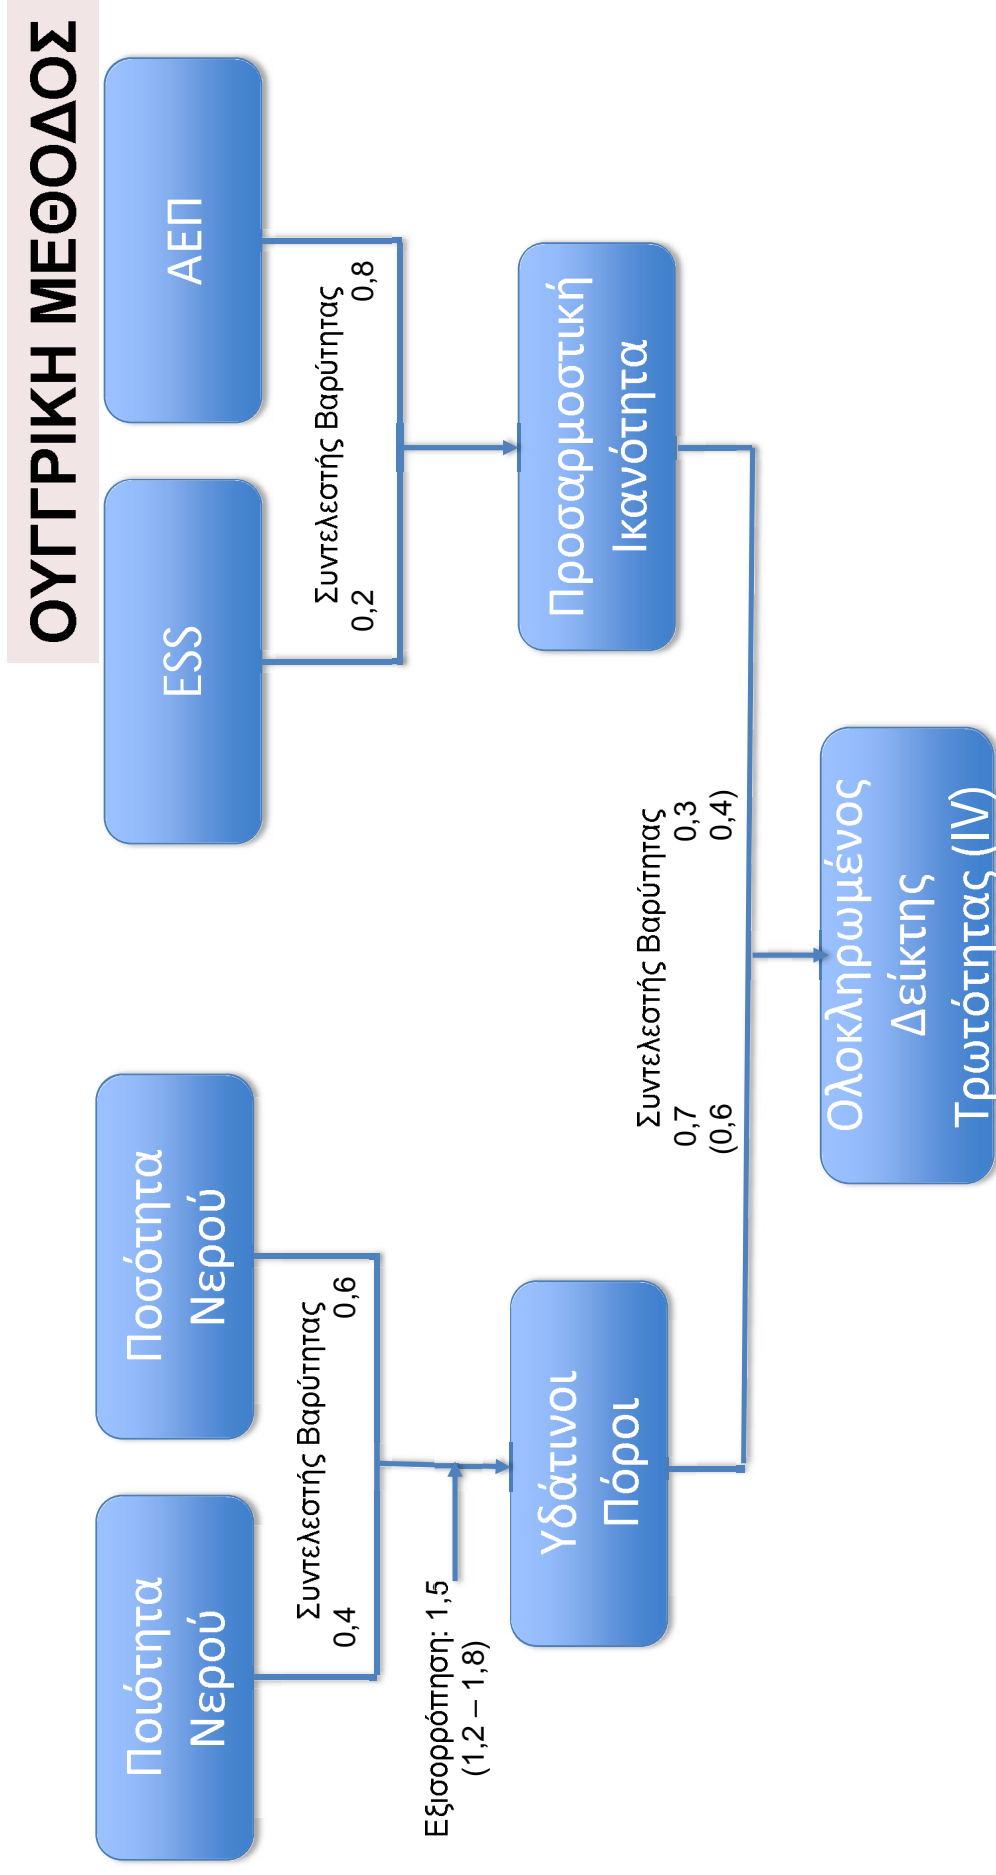 ΟΥΓΓΡΙΚΗ ΜΕΘΟΔΟΣ
Ποιότητα
Νερού
Ποσότητα
Νερού
ESS
ΑΕΠ
Συντελεστής Βαρύτητας
0,4 0,6
Συντελεστής Βαρύτητας
0,2 0,8
Εξισορρόπηση: 1,5
(1,2 – 1,8)
Υδάτινοι
Πόροι
Προσαρμοστική
Ικανότητα
Συντελεστής Βαρύτητας
0,7 0,3
(0,6 0,4)
Ολοκληρωμένος
Δείκτης
Τρωτότητας (IV)